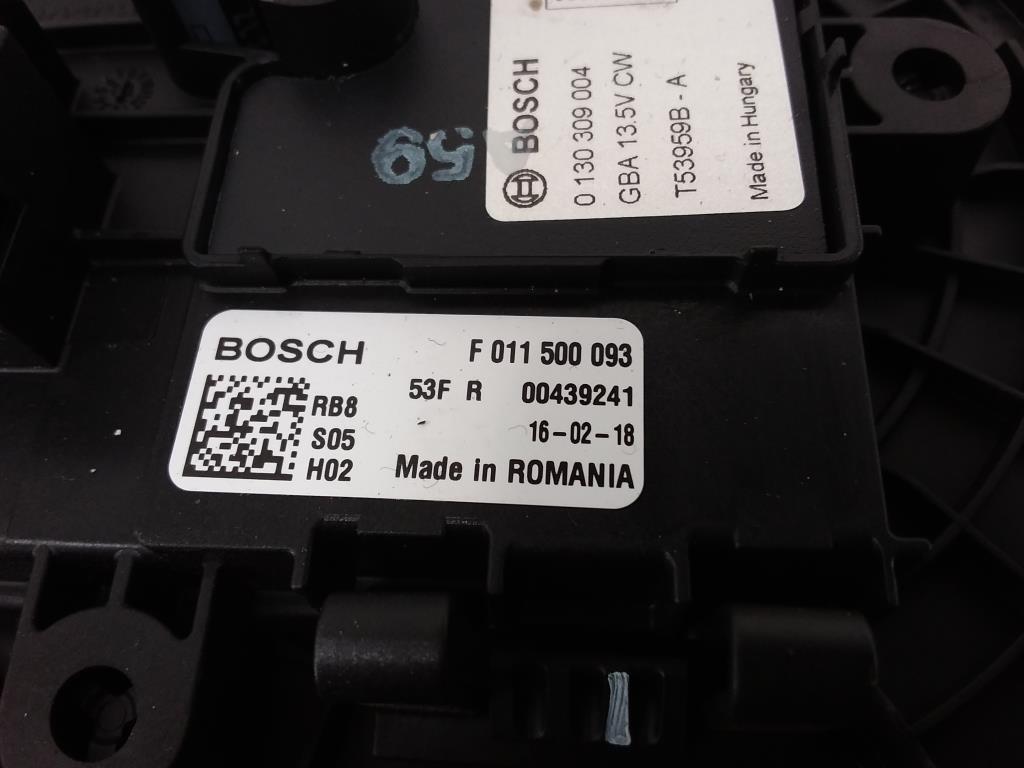 BOSCH
0 130 309 004
GBA 13.5V CW
T53959B - A
Made in Hungary
59
BOSCH F 011 500 093
53F R 00439241
RB8
16-02-18
S05
H02 Made in ROMANIA